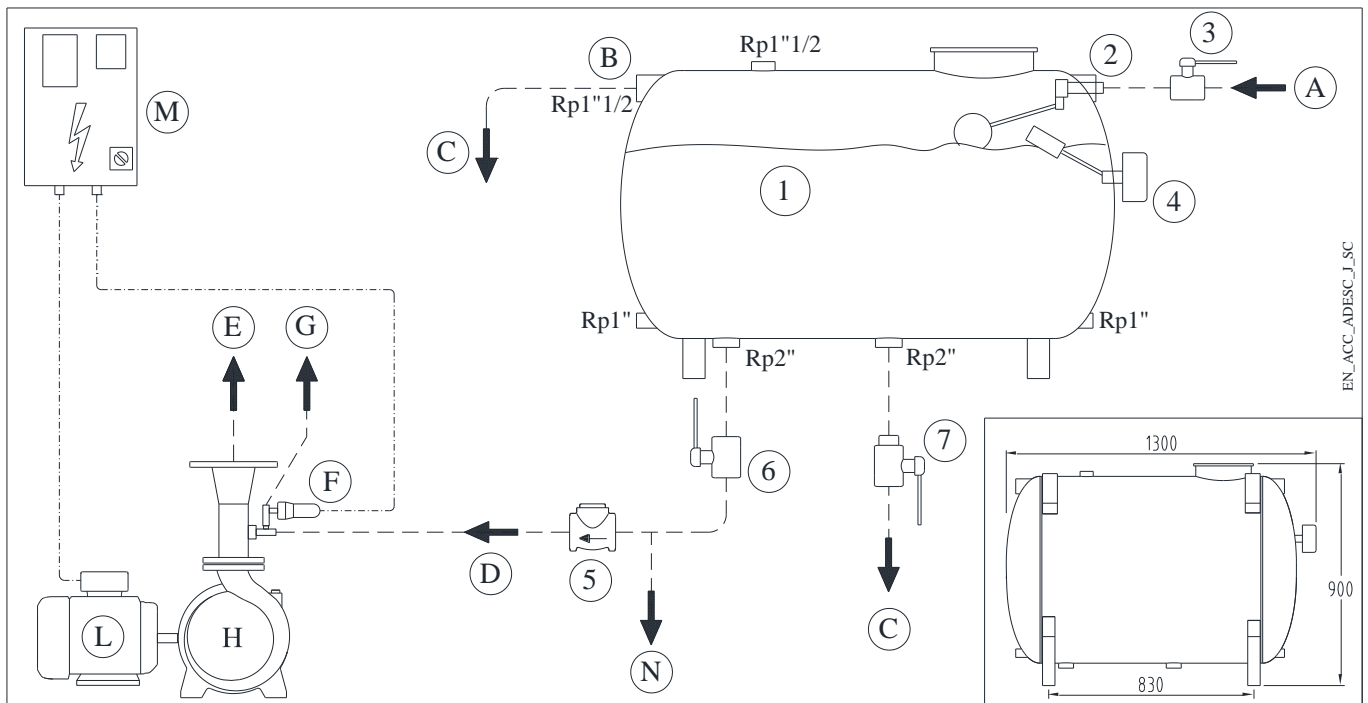 B
Rp1"1/2
2
3
M
Rp1"1/2
A
C
1
4
EN_ACC_ADESC_J_SC
E
G
Rp1"
Rp1"
Rp2"
Rp2"
7
1300
6
F
D
5
900
L
H
C
N
830